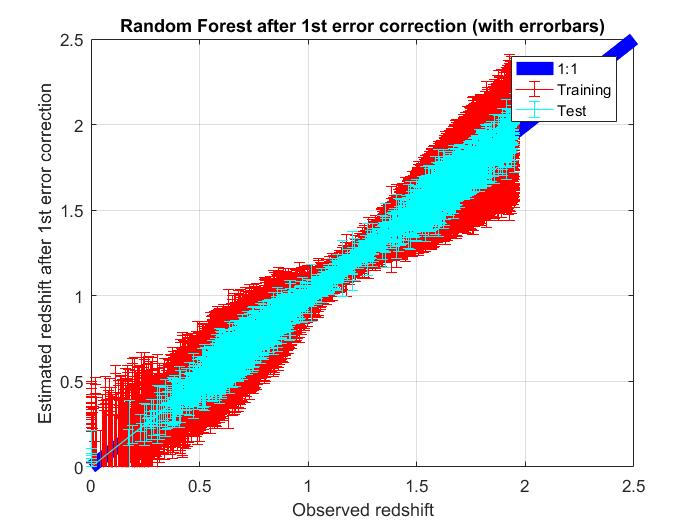 Random Forest after 1st error correction (with errorbars)
2.5
2
1.5
1
0.5
0
Estimated redshift after 1st error correction
1:1
Training
Test
0 0.5 1 1.5 2 2.5
Observed redshift